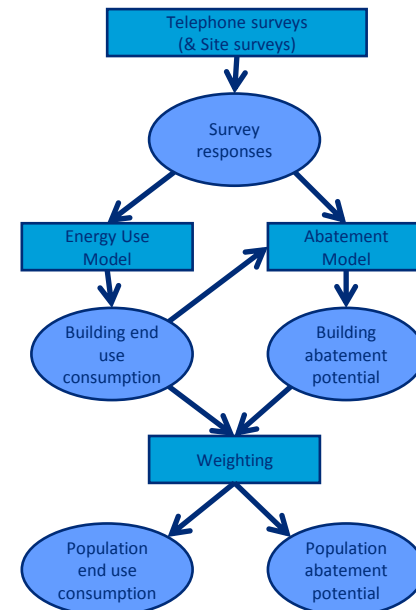 Telephone surveys
(& Site surveys)
Survey
responses
Energy Use
Model
Abatement
Model
Building end
use
consumption
Building
abatement
potential
Weighting
Population
end use
consumption
Population
abatement
potential